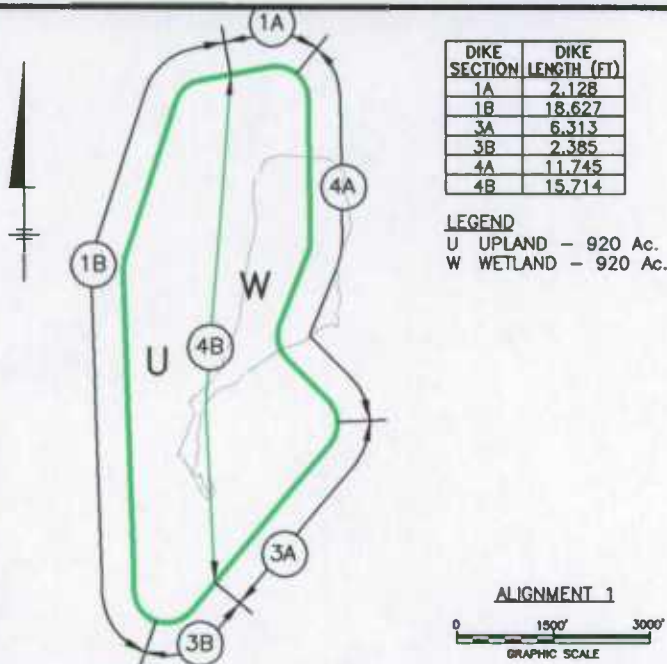 1A
DIKE SECTION DIKE LENGTH (FT)
1A 2,128
1B 18,627
3A 6,313
3B 2,385
4A 11,745
4B 15,714
4A
LEGEND
U UPLAND – 920 Ac.
W WETLAND – 920 Ac.
1B
W
4B
U
3A
3B
ALIGNMENT 1
0 1500' 3000'
GRAPHIC SCALE